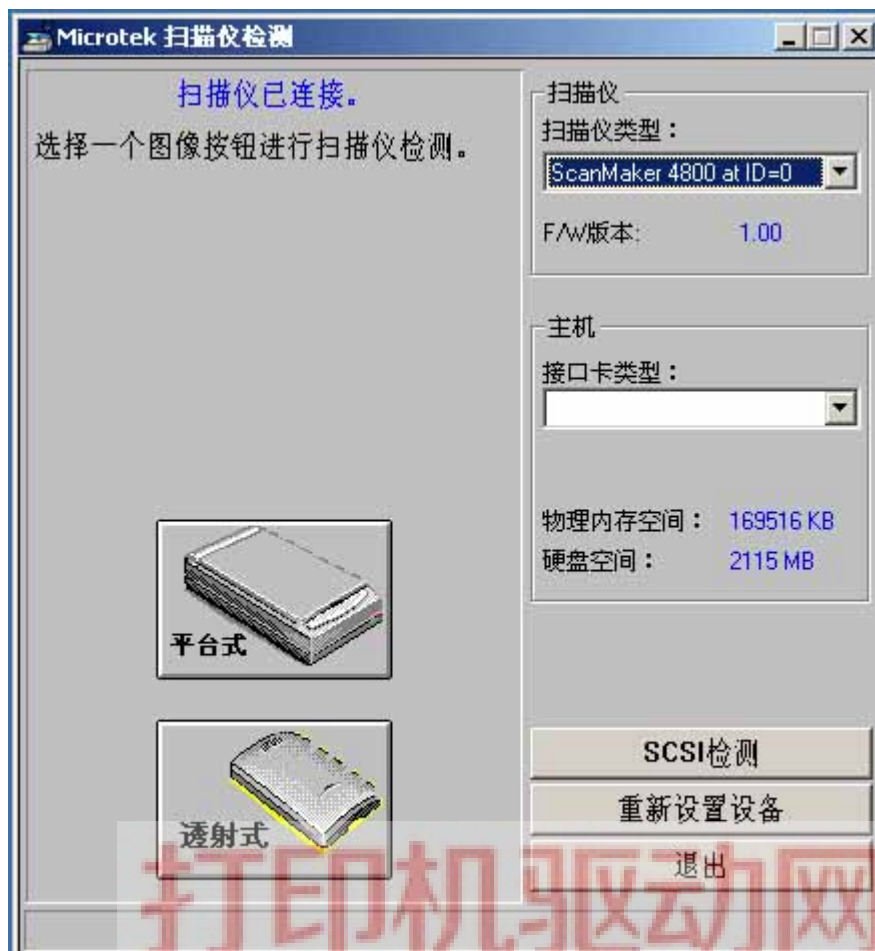 Microtek 扫描仪检测
扫描仪已连接。
选择一个图像按钮进行扫描仪检测。
平台式
透射式
扫描仪
扫描仪类型：
ScanMaker 4800 at ID=0
F/W版本: 1.00
主机
接口卡类型：
物理内存空间： 169516 KB
硬盘空间： 2115 MB
SCSI检测
重新设置设备
退出
打印机驱动网